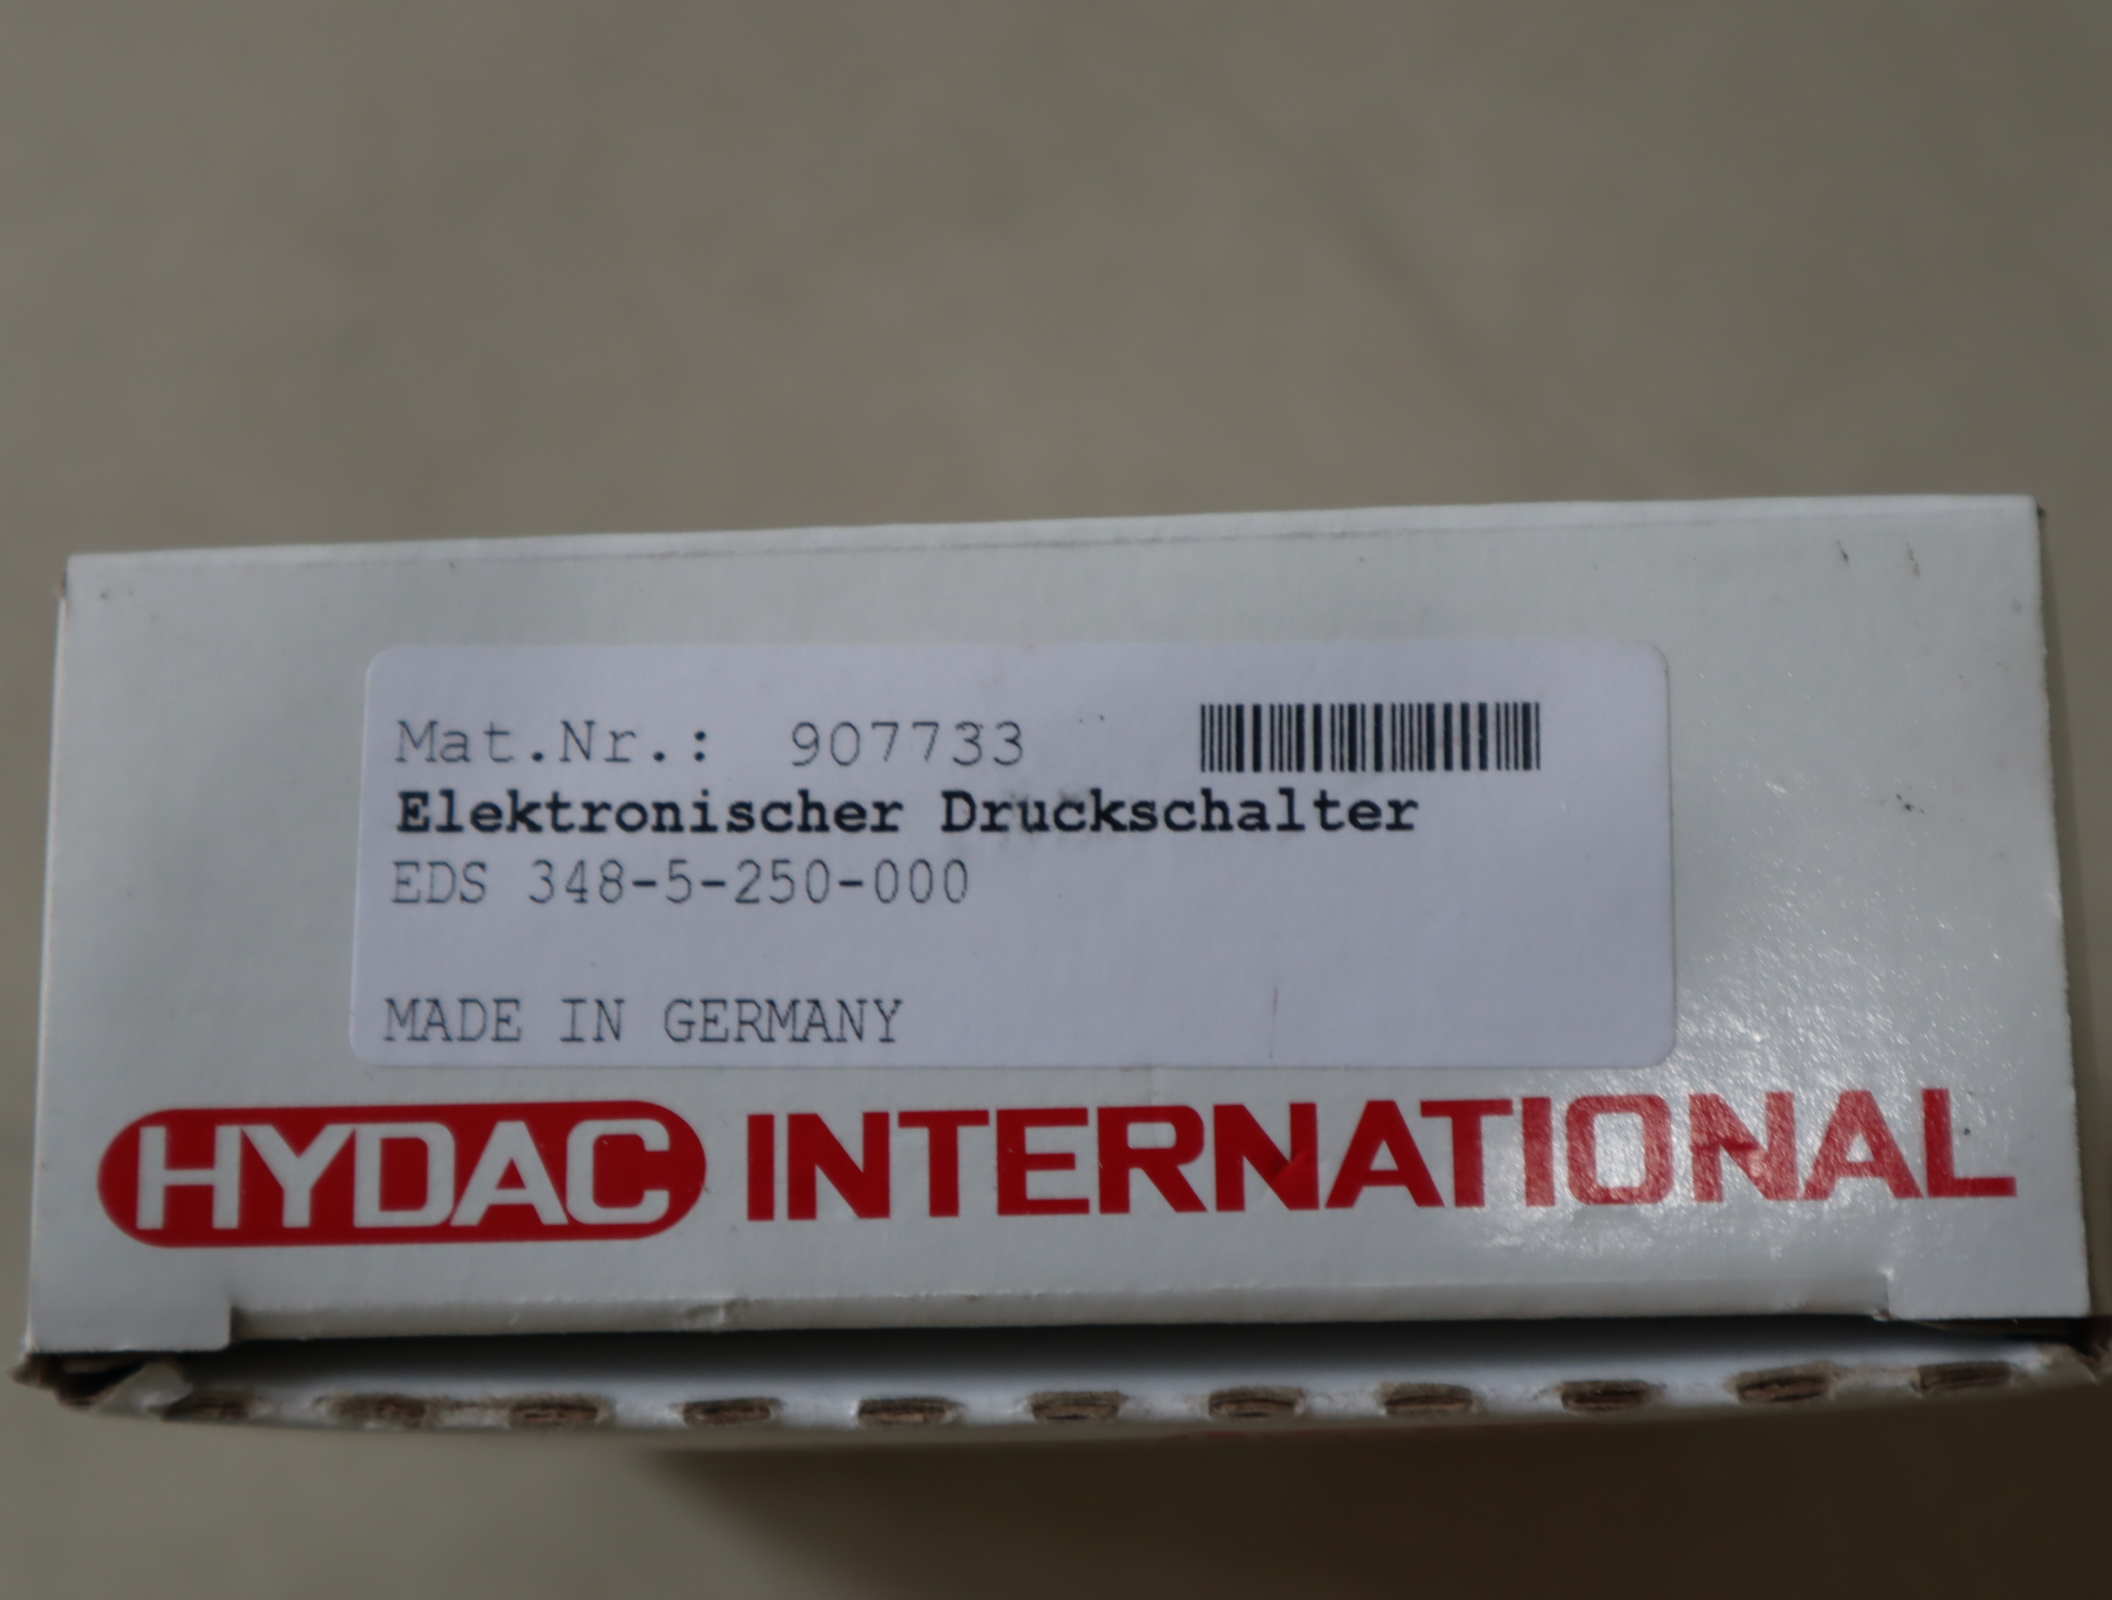 Mat.Nr.: 907733
Elektronischer Druckschalter
EDS 348-5-250-000
MADE IN GERMANY
HYDAC INTERNATIONAL